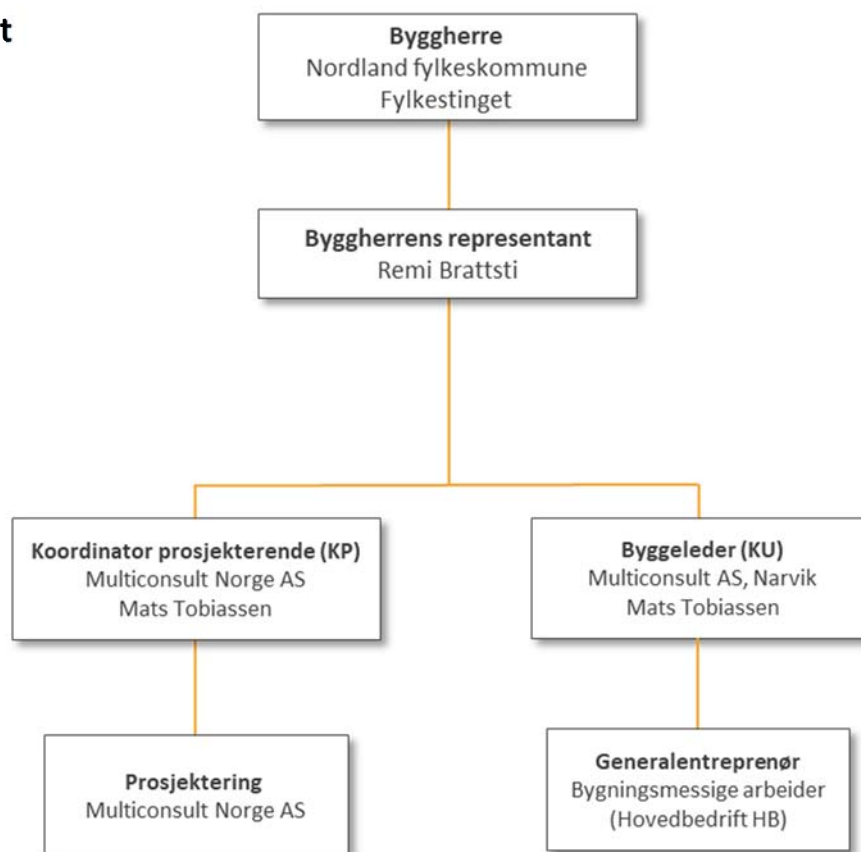 t
Byggherre
Nordland fylkeskommune
Fylkestinget
Byggherrens representant
Remi Brattsti
Koordinator prosjekterende (KP)
Multiconsult Norge AS
Mats Tobiassen
Byggeleder (KU)
Multiconsult AS, Narvik
Mats Tobiassen
Prosjektering
Multiconsult Norge AS
Generalentreprenør
Bygningsmessige arbeider
(Hovedbedrift HB)